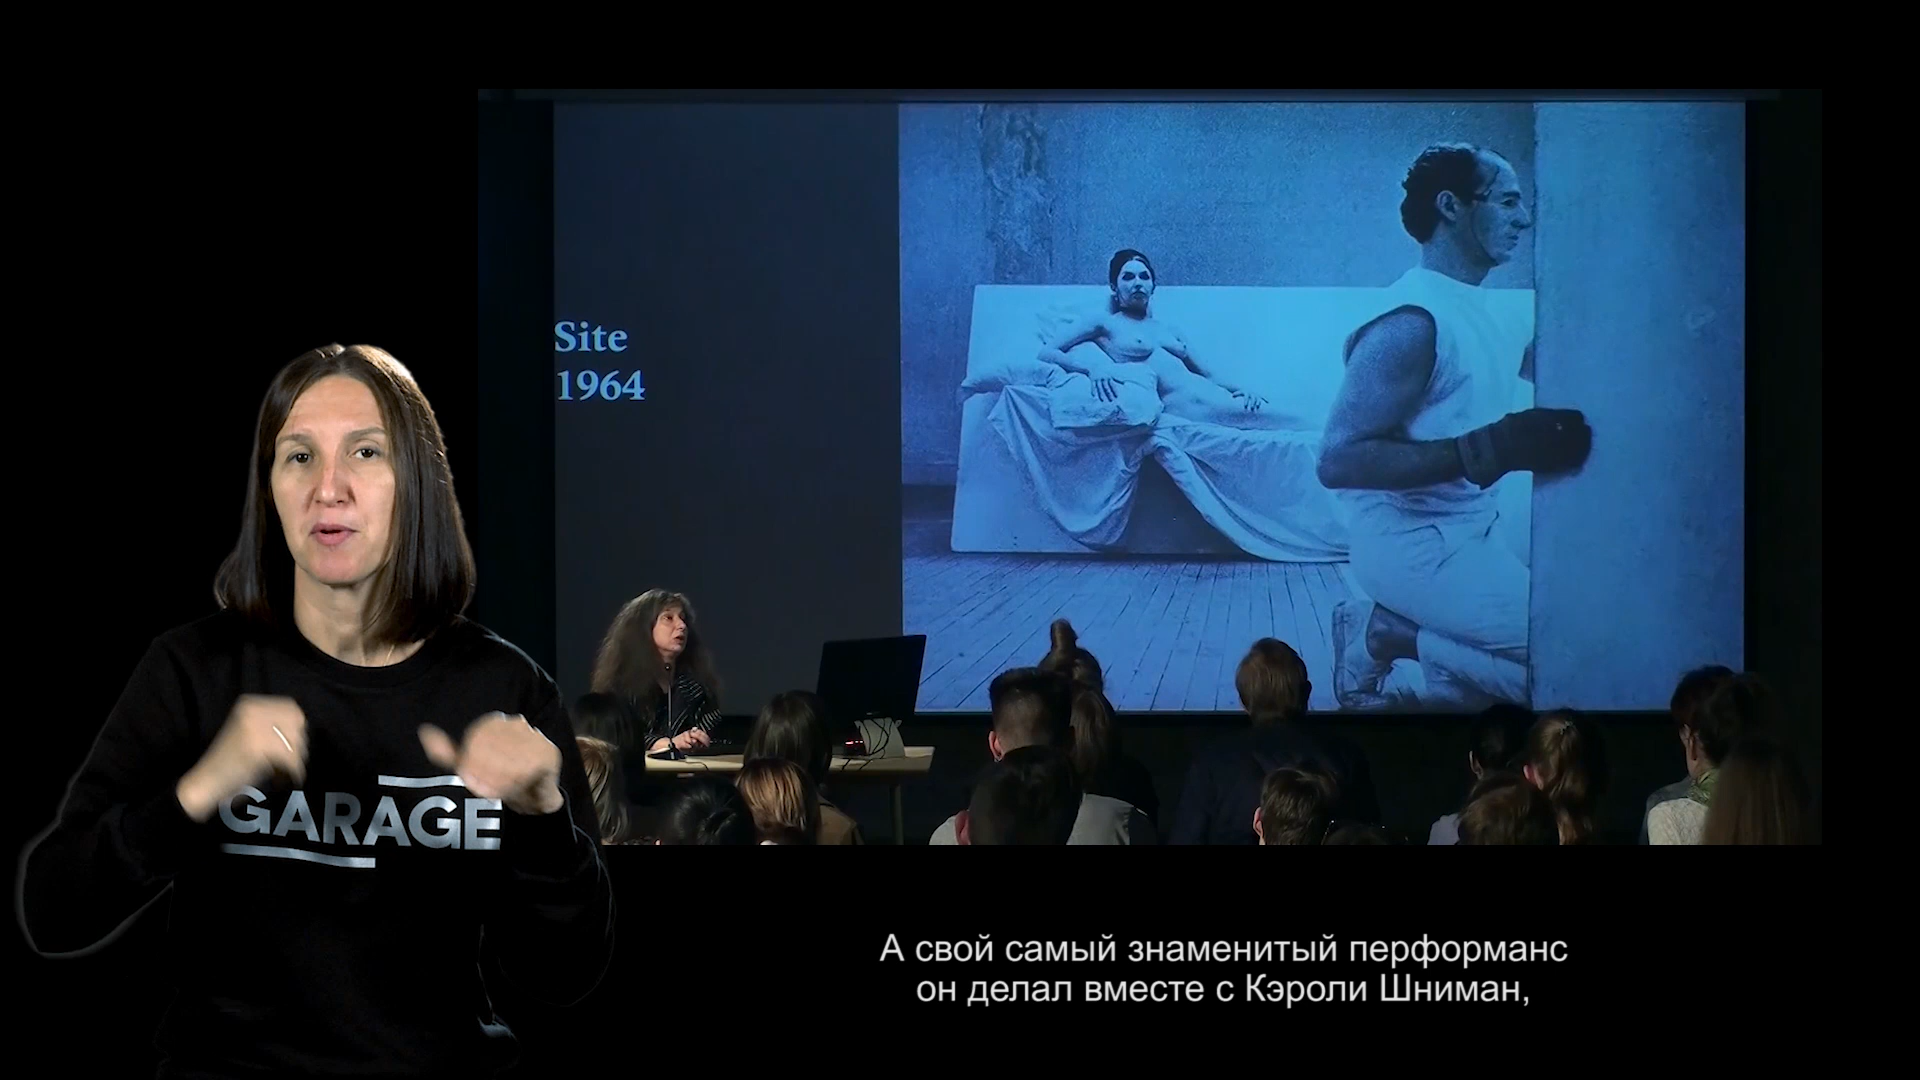 Site
1964
GARAGE
А свой самый знаменитый перформанс
он делал вместе с Кэроли Шниман,